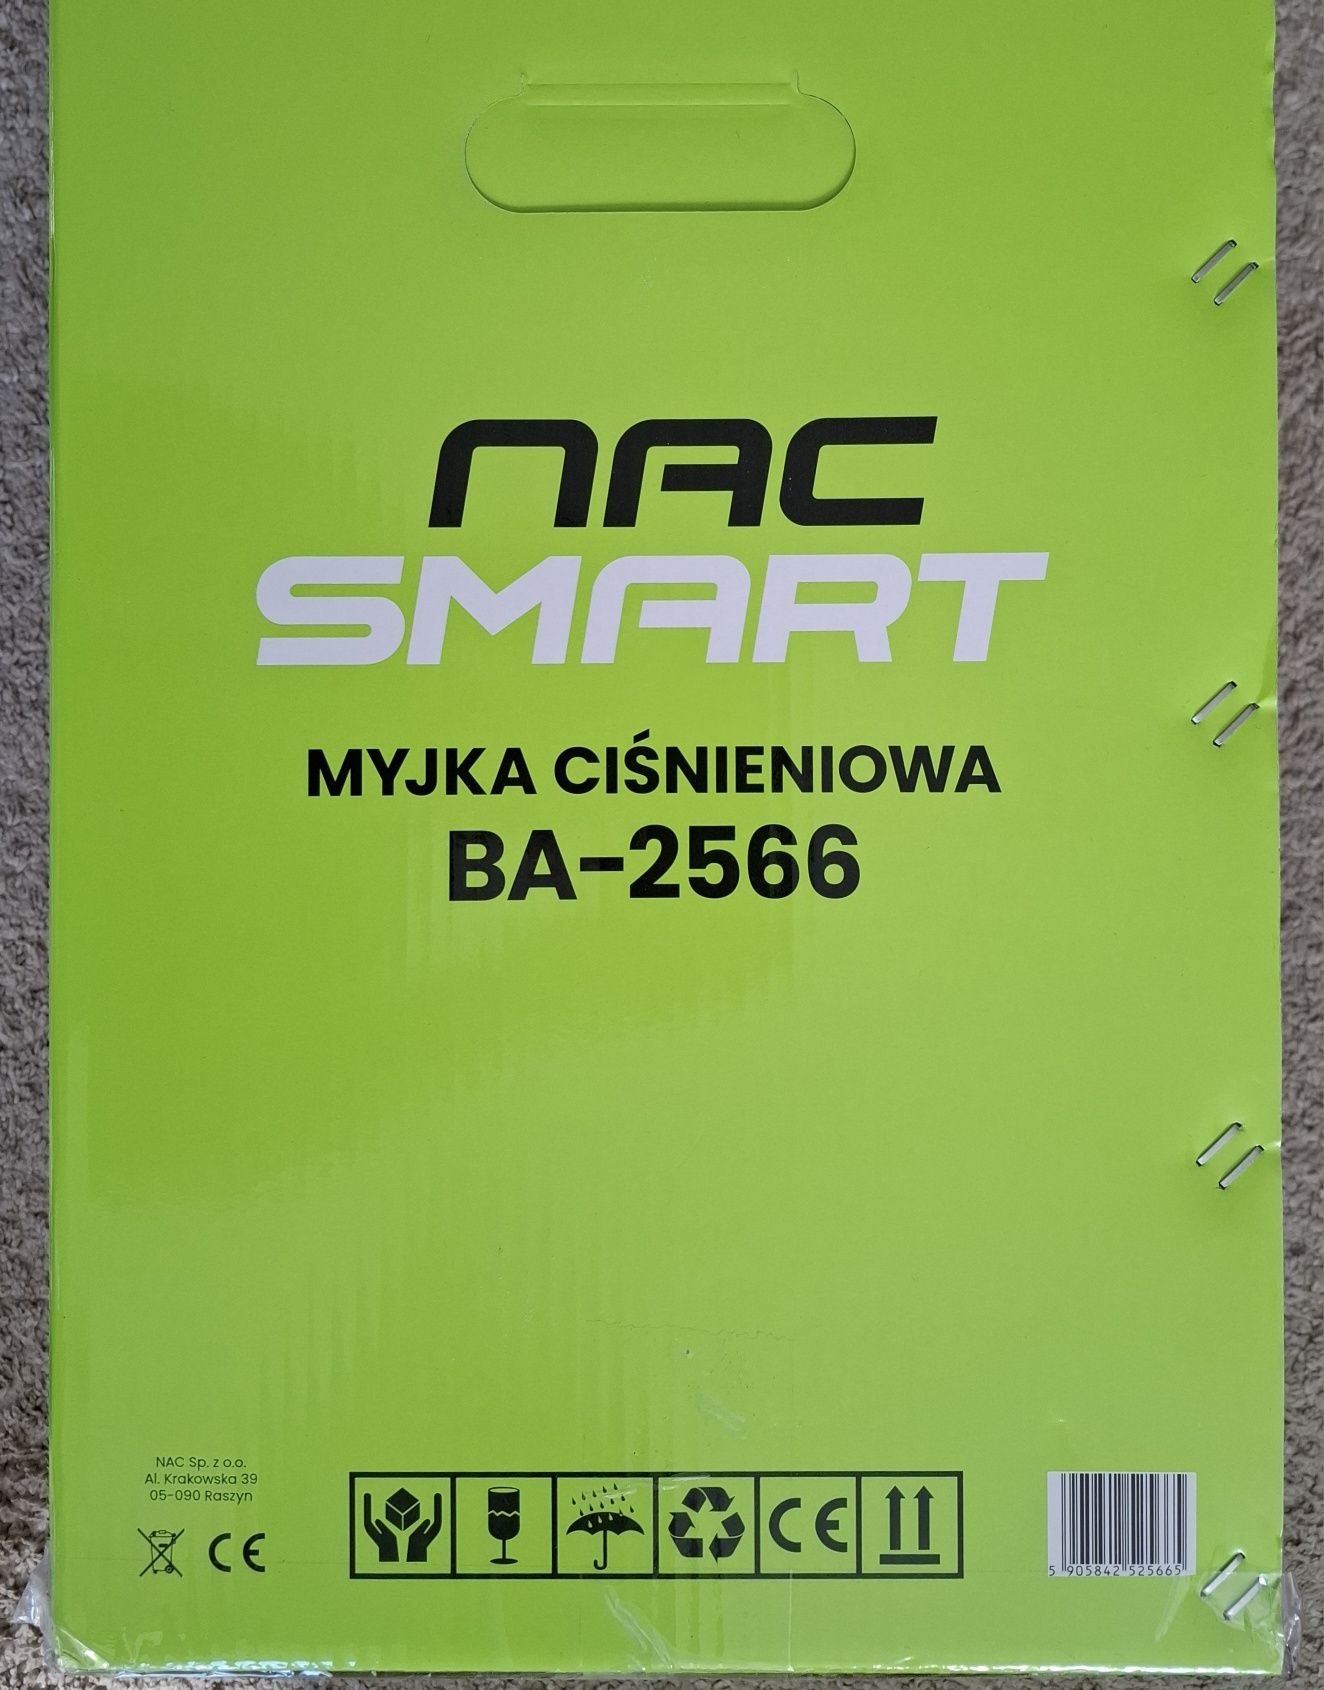 NAC
SMART
MYJKA CIŚNIENIOWA
BA-2566
NAC Sp. z o.o.
Al. Krakowska 39
05-090 Raszyn
CE
CE
5 905842 525665